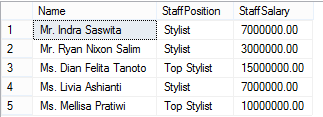 Name StaffPosition StaffSalary
1 Mr. Indra Saswita Stylist 7000000.00
2 Mr. Ryan Nixon Salim Stylist 3000000.00
3 Ms. Dian Felita Tanoto Top Stylist 15000000.00
4 Ms. Livia Ashianti Stylist 7000000.00
5 Ms. Mellisa Pratiwi Top Stylist 10000000.00